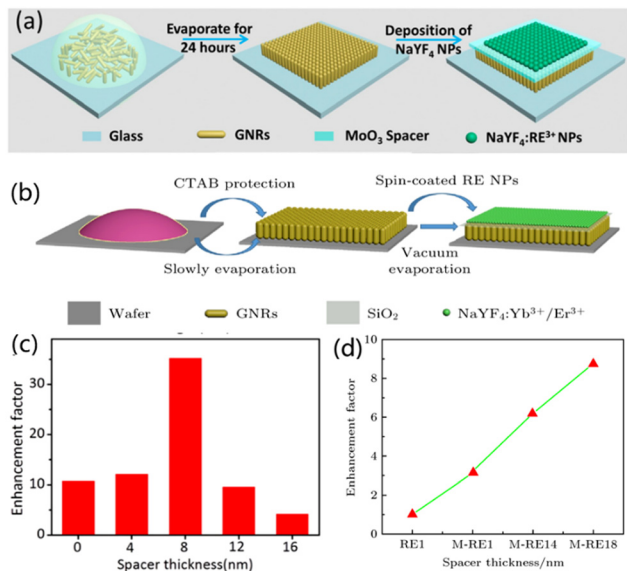 (a)
Evaporate for
24 hours
Deposition of
NaYF₄ NPs
Glass
GNRs
MoO₃ Spacer
NaYF₄:RE³⁺ NPs
(b)
CTAB protection
Spin-coated RE NPs
Slowly evaporation
Vacuum
evaporation
Wafer
GNRs
SiO₂
NaYF₄:Yb³⁺/Er³⁺
(c)
Enhancement factor
30
20
10
0
0 4 8 12 16
Spacer thickness(nm)
(d)
Enhancement factor
10
8
6
4
2
0
RE1 M-RE1 M-RE14 M-RE18
Spacer thickness/nm